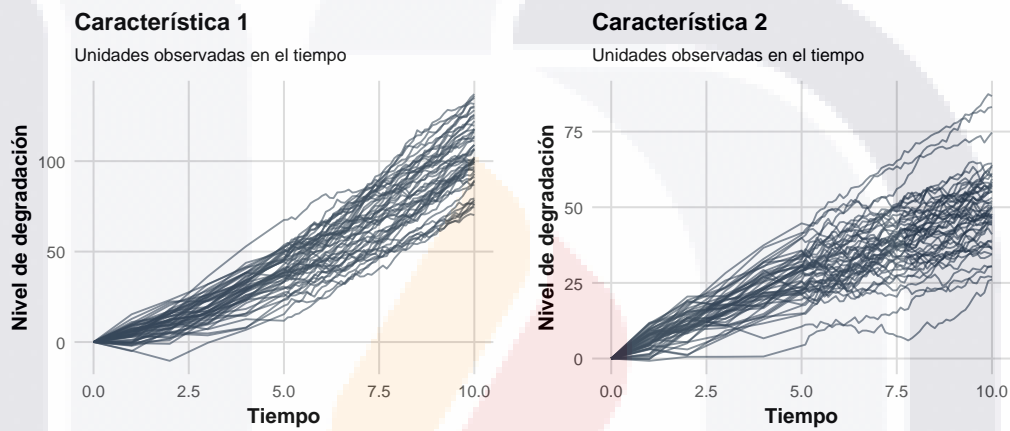 Característica 1
Unidades observadas en el tiempo
Nivel de degradación
100
50
0
0.0 2.5 5.0 7.5 10.0
Tiempo
Característica 2
Unidades observadas en el tiempo
Nivel de degradación
75
50
25
0
0.0 2.5 5.0 7.5 10.0
Tiempo